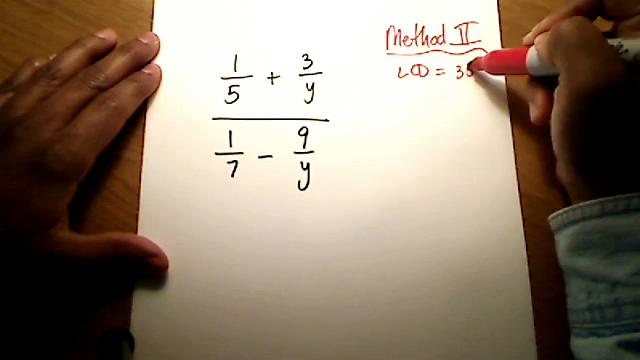 Method II
LCD = 35
1/5 + 3/y
1/7 - 9/y